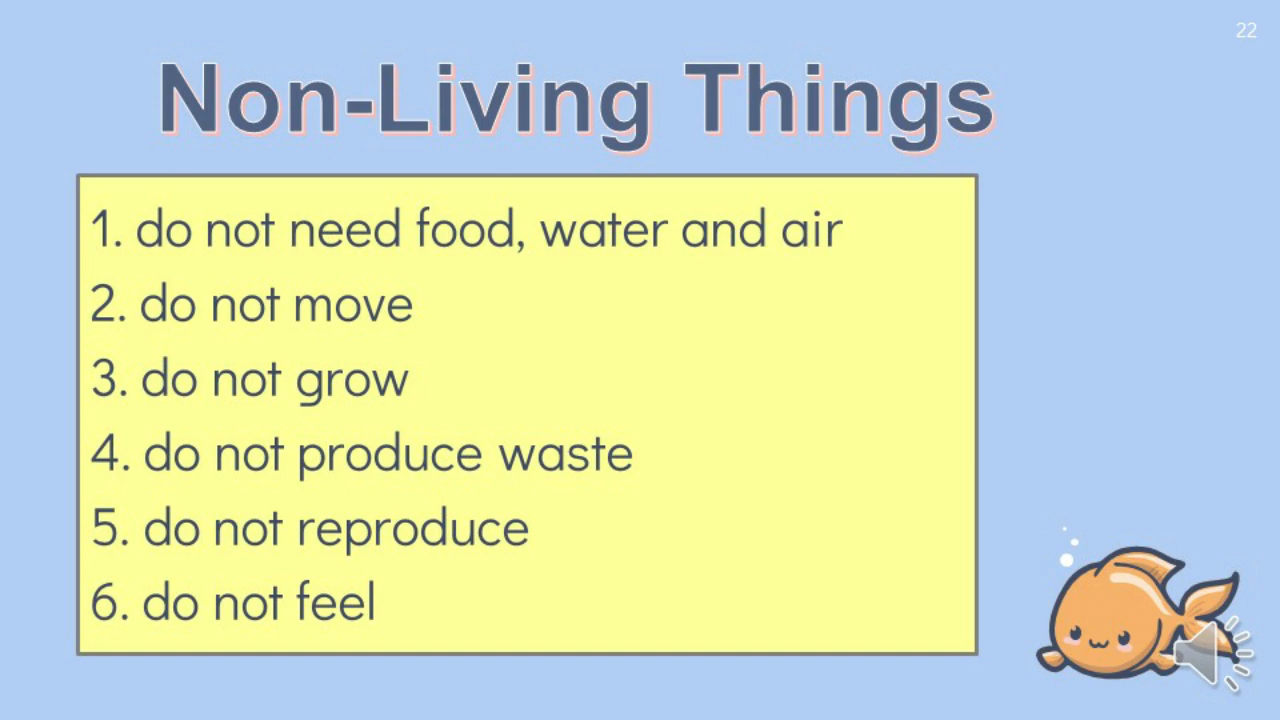 22
Non-Living Things
1. do not need food, water and air
2. do not move
3. do not grow
4. do not produce waste
5. do not reproduce
6. do not feel